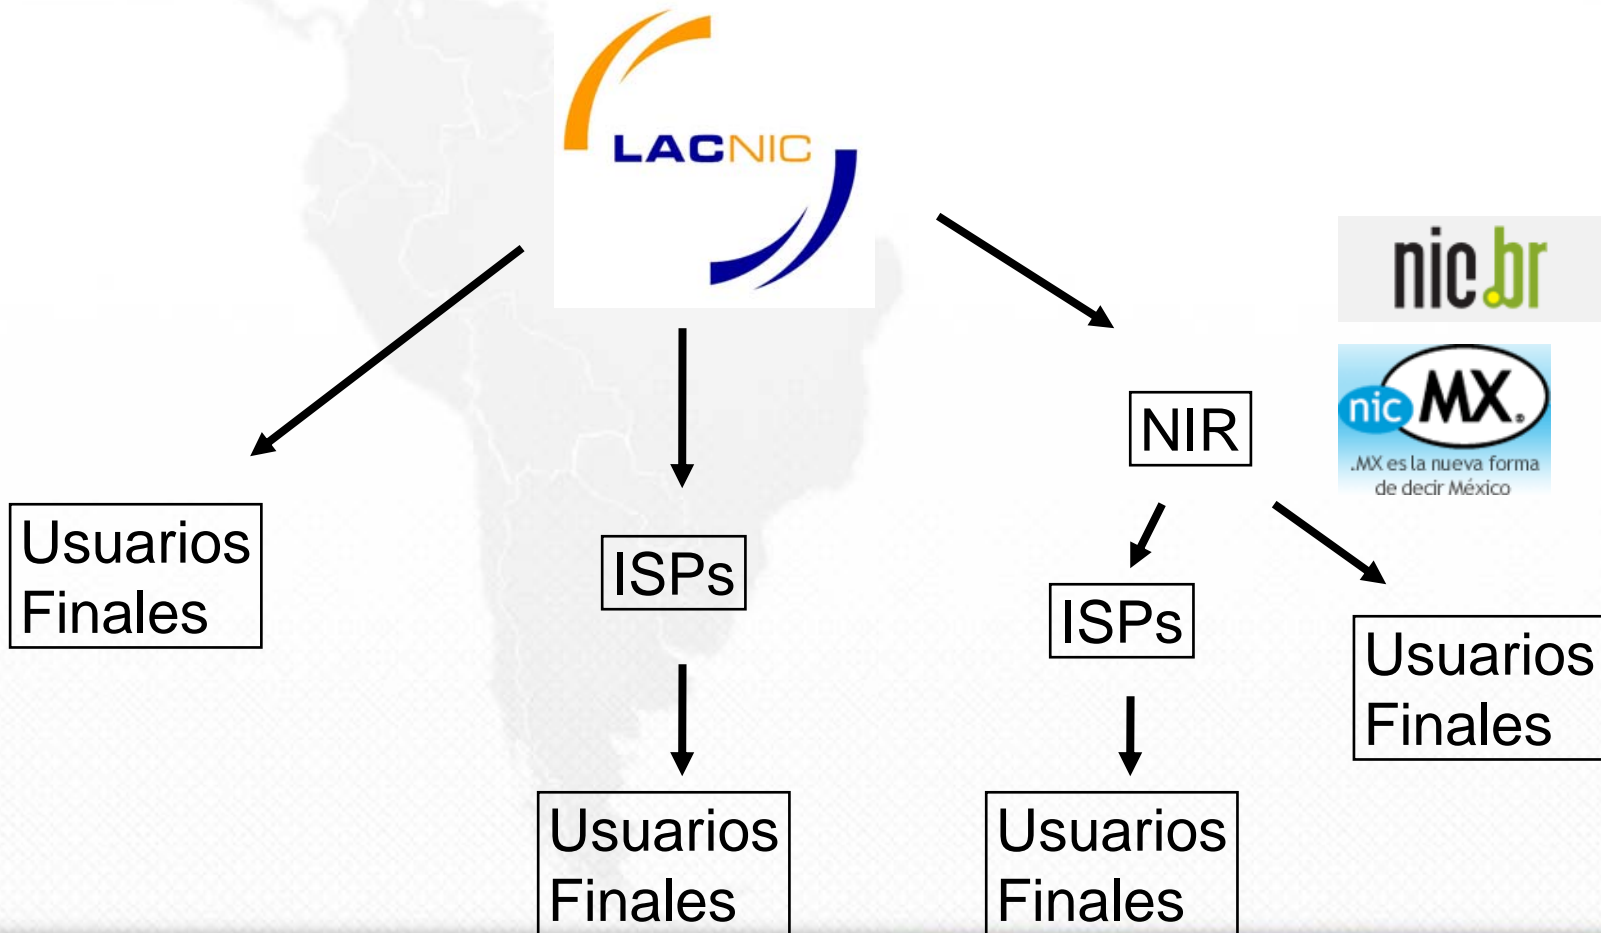 LACNIC
nic.br
nic MX.
.MX es la nueva forma
de decir México
NIR
Usuarios
Finales
ISPs
ISPs
Usuarios
Finales
Usuarios
Finales
Usuarios
Finales